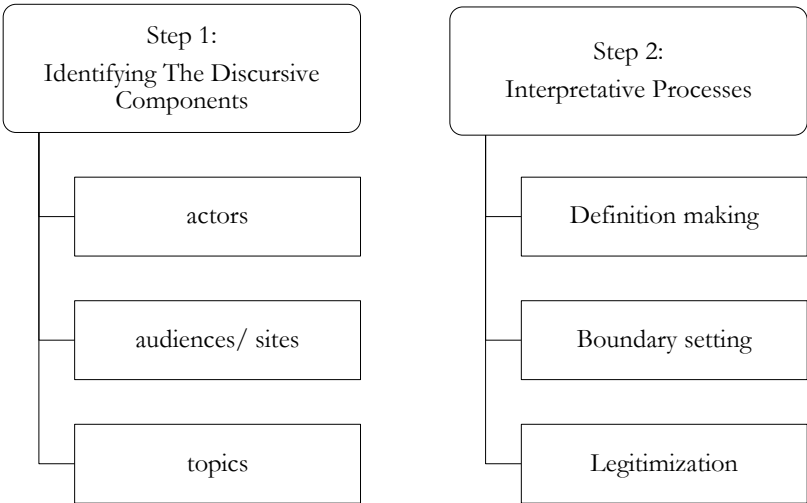 Step 1:
Identifying The Discursive
Components
actors
audiences/ sites
topics
Step 2:
Interpretative Processes
Definition making
Boundary setting
Legitimization